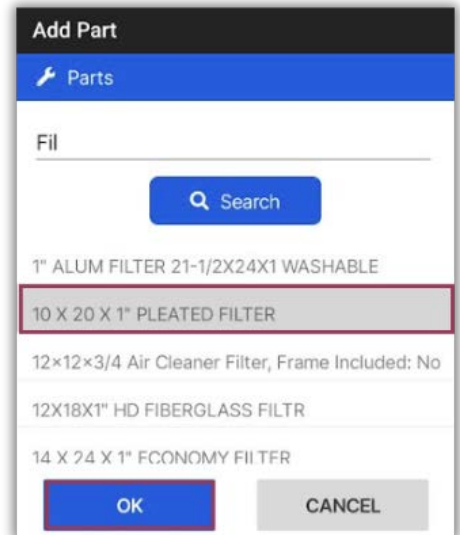 Add Part
Parts
Fil
Search
1" ALUM FILTER 21-1/2X24X1 WASHABLE
10 X 20 X 1" PLEATED FILTER
12×12×3/4 Air Cleaner Filter, Frame Included: No
12X18X1" HD FIBERGLASS FILTR
14 X 24 X 1" ECONOMY FILTER
OK CANCEL